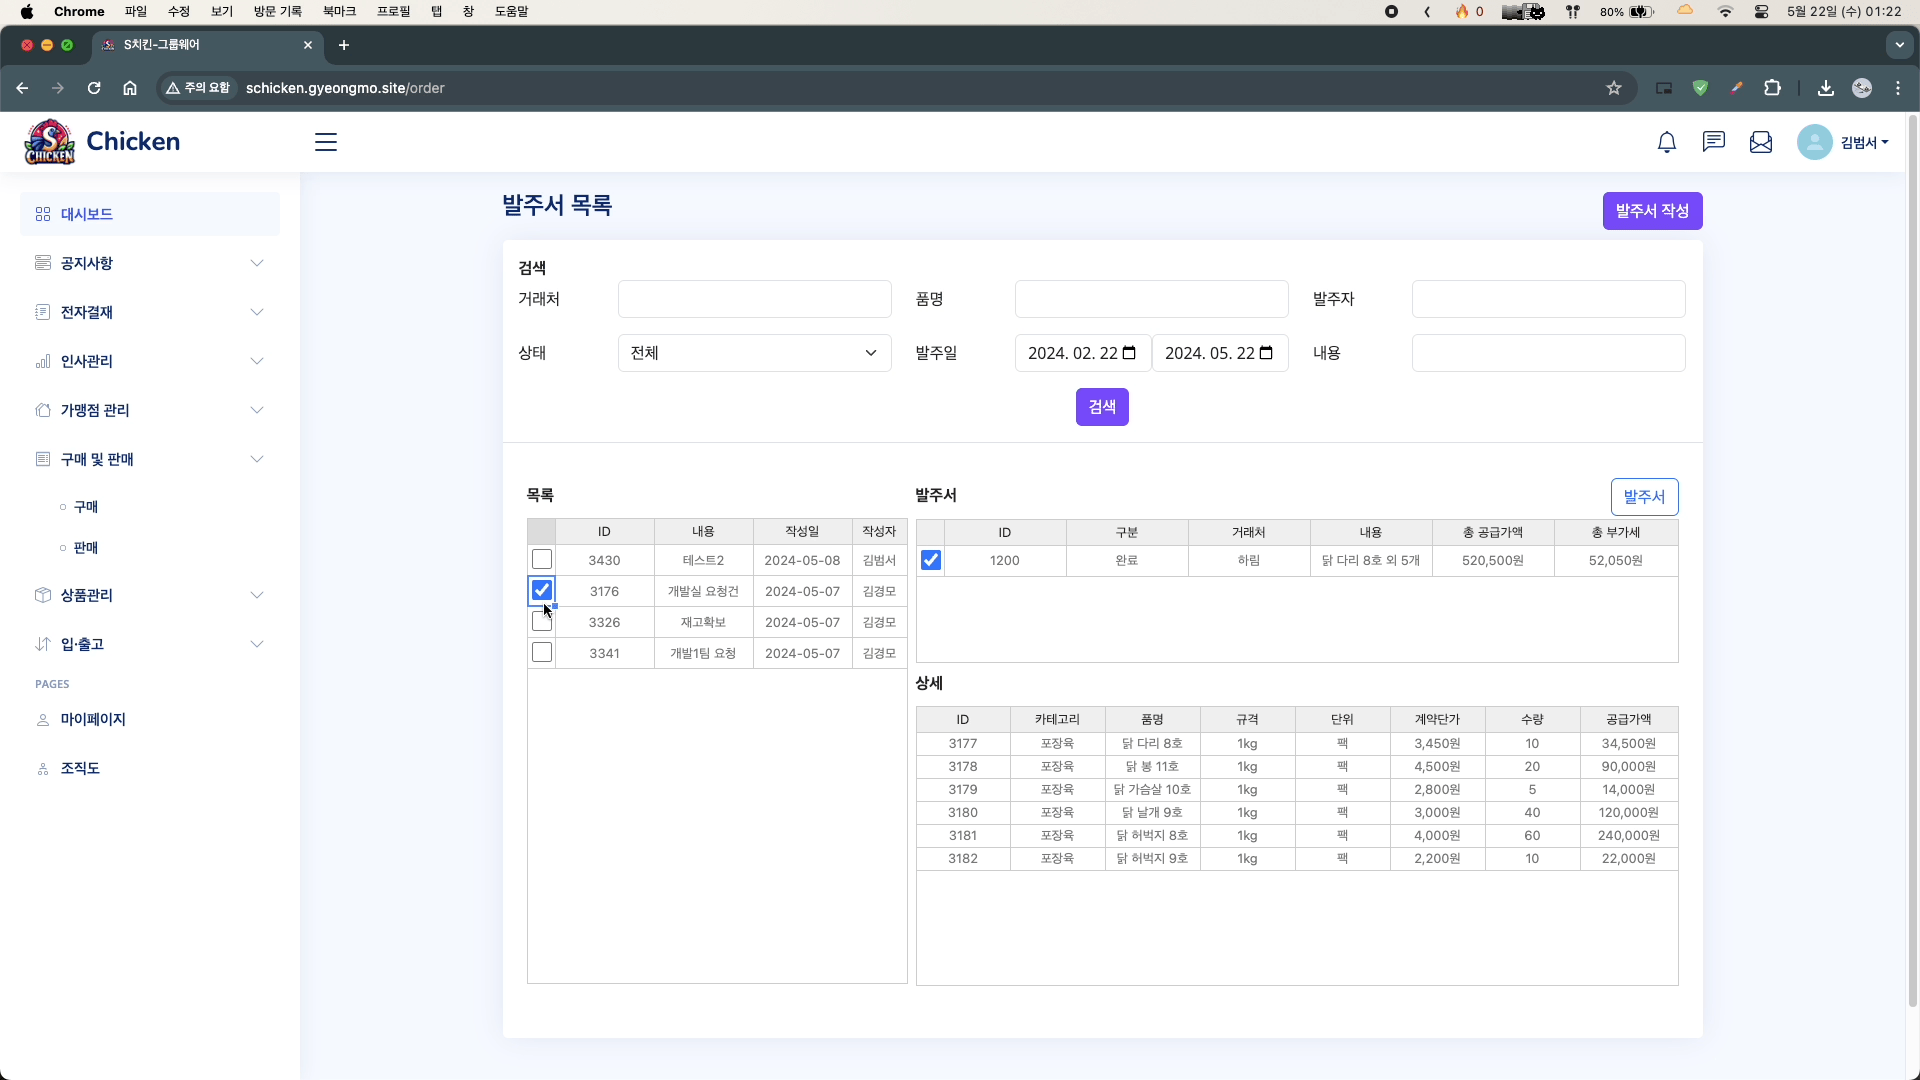 Chrome 파일 수정 보기 방문 기록 북마크 프로필 탭 창 도움말 0 80% 5월 22일 (수) 01:22
S치킨-그룹웨어
주의 요함 schicken.gyeongmo.site/order
S CHICKEN Chicken 김범서
대시보드
공지사항
전자결재
인사관리
가맹점 관리
구매 및 판매
구매
판매
상품관리
입·출고
PAGES
마이페이지
조직도
발주서 목록 발주서 작성
검색
거래처 품명 발주자
상태 전체 발주일 2024. 02. 22 2024. 05. 22 내용
검색
목록
ID 내용 작성일 작성자
3430 테스트2 2024-05-08 김범서
3176 개발실 요청건 2024-05-07 김경모
3326 재고확보 2024-05-07 김경모
3341 개발1팀 요청 2024-05-07 김경모
발주서 발주서
ID 구분 거래처 내용 총 공급가액 총 부가세
1200 완료 하림 닭 다리 8호 외 5개 520,500원 52,050원
상세
ID 카테고리 품명 규격 단위 계약단가 수량 공급가액
3177 포장육 닭 다리 8호 1kg 팩 3,450원 10 34,500원
3178 포장육 닭 봉 11호 1kg 팩 4,500원 20 90,000원
3179 포장육 닭 가슴살 10호 1kg 팩 2,800원 5 14,000원
3180 포장육 닭 날개 9호 1kg 팩 3,000원 40 120,000원
3181 포장육 닭 허벅지 8호 1kg 팩 4,000원 60 240,000원
3182 포장육 닭 허벅지 9호 1kg 팩 2,200원 10 22,000원